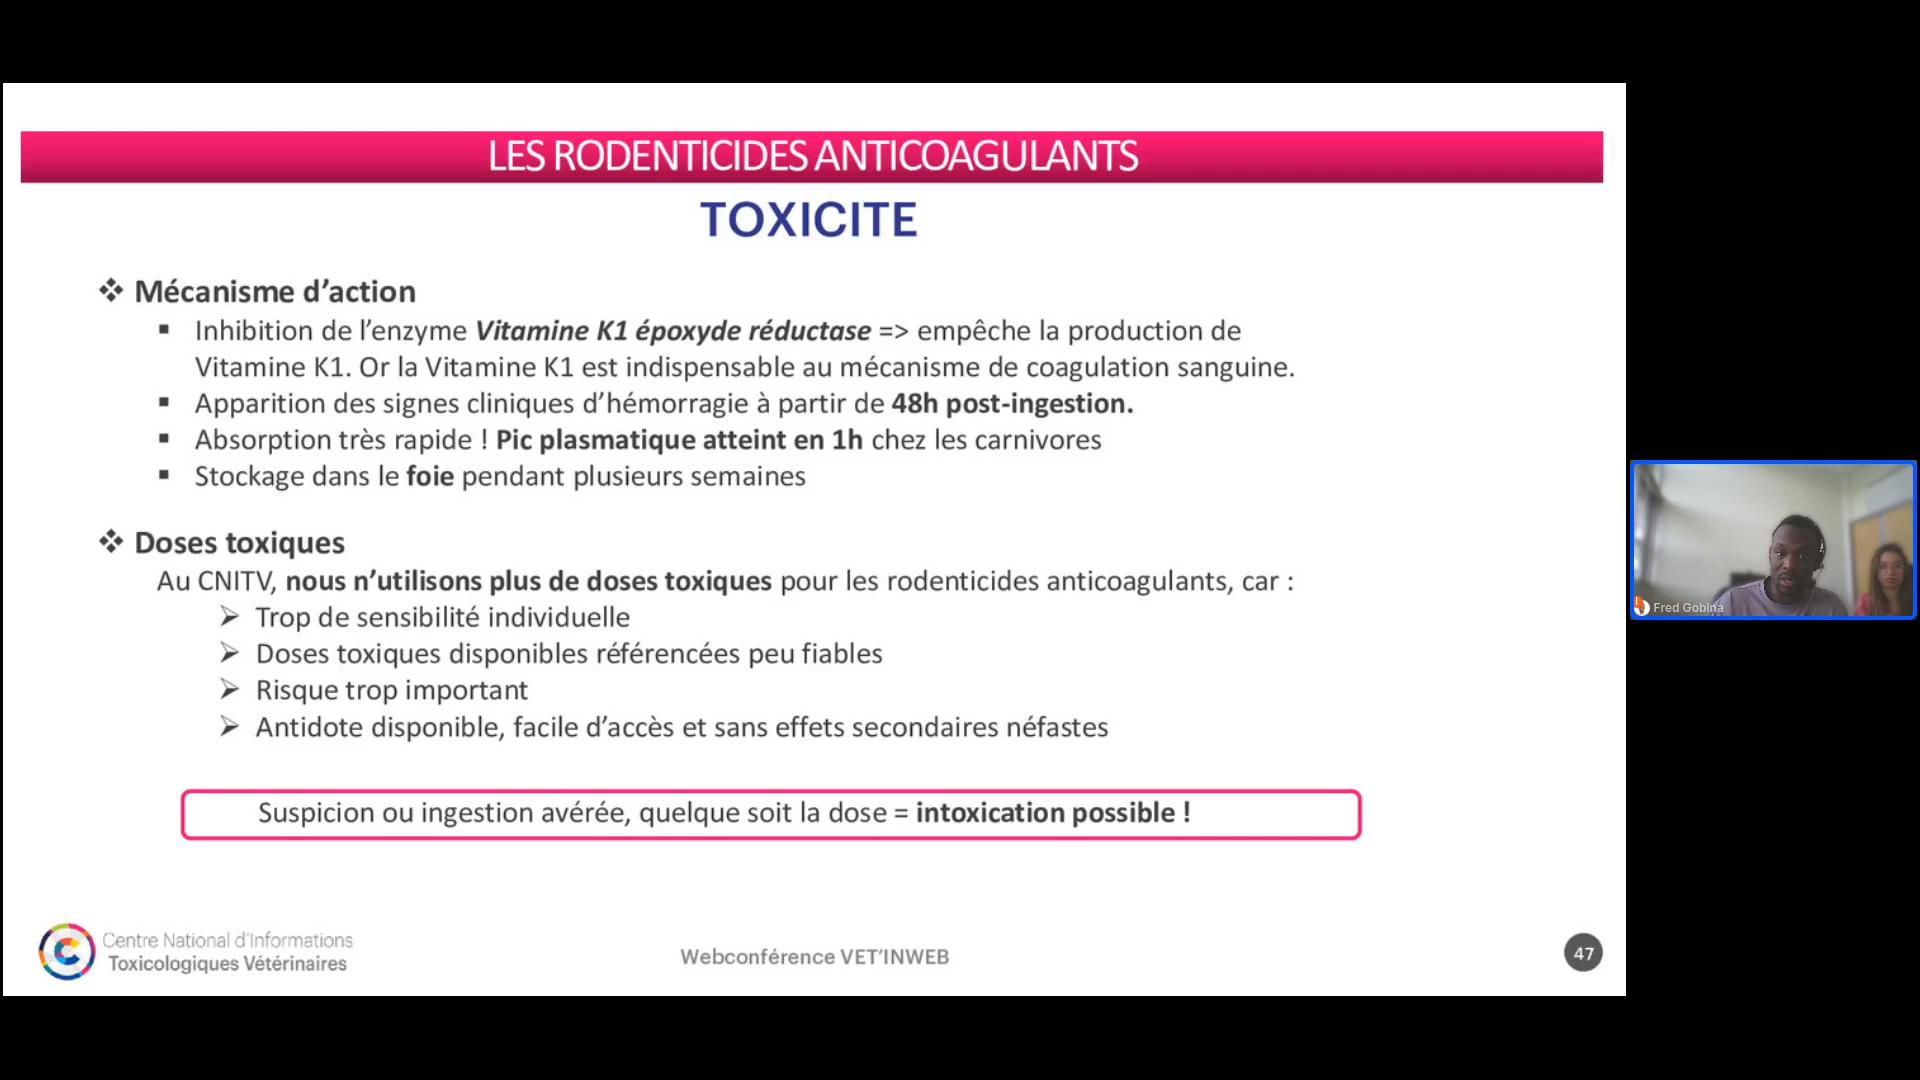 LES RODENTICIDES ANTICOAGULANTS
TOXICITE
❖ Mécanisme d’action
▪ Inhibition de l’enzyme Vitamine K1 époxyde réductase => empêche la production de
Vitamine K1. Or la Vitamine K1 est indispensable au mécanisme de coagulation sanguine.
▪ Apparition des signes cliniques d’hémorragie à partir de 48h post-ingestion.
▪ Absorption très rapide ! Pic plasmatique atteint en 1h chez les carnivores
▪ Stockage dans le foie pendant plusieurs semaines
❖ Doses toxiques
Au CNITV, nous n’utilisons plus de doses toxiques pour les rodenticides anticoagulants, car :
➢ Trop de sensibilité individuelle
➢ Doses toxiques disponibles référencées peu fiables
➢ Risque trop important
➢ Antidote disponible, facile d’accès et sans effets secondaires néfastes
Suspicion ou ingestion avérée, quelque soit la dose = intoxication possible !
Centre National d’Informations
Toxicologiques Vétérinaires
Webconférence VET’INWEB
47
Fred Gobina